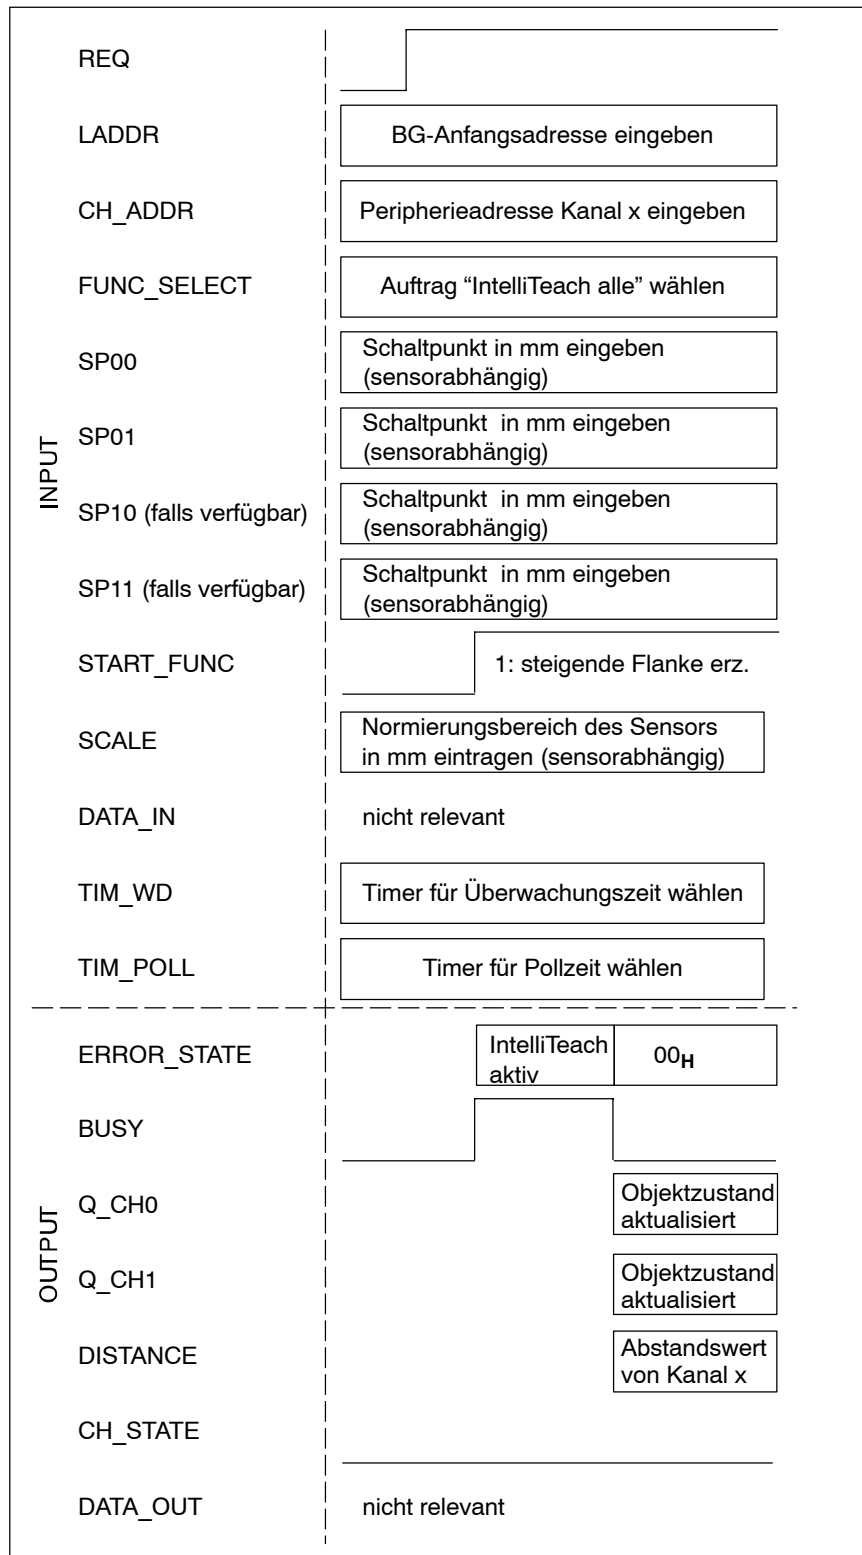 REQ
LADDR
BG-Anfangsadresse eingeben
CH_ADDR
Peripherieadresse Kanal x eingeben
FUNC_SELECT
Auftrag “IntelliTeach alle” wählen
SP00
Schaltpunkt in mm eingeben
(sensorabhängig)
SP01
Schaltpunkt in mm eingeben
(sensorabhängig)
INPUT
SP10 (falls verfügbar)
Schaltpunkt in mm eingeben
(sensorabhängig)
SP11 (falls verfügbar)
Schaltpunkt in mm eingeben
(sensorabhängig)
START_FUNC
1: steigende Flanke erz.
SCALE
Normierungsbereich des Sensors
in mm eintragen (sensorabhängig)
DATA_IN
nicht relevant
TIM_WD
Timer für Überwachungszeit wählen
TIM_POLL
Timer für Pollzeit wählen
ERROR_STATE
IntelliTeach
aktiv
00H
BUSY
Q_CH0
Objektzustand
aktualisiert
OUTPUT
Q_CH1
Objektzustand
aktualisiert
DISTANCE
Abstandswert
von Kanal x
CH_STATE
DATA_OUT
nicht relevant